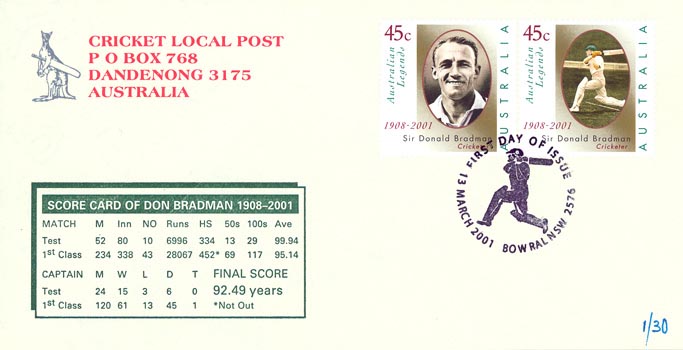 CRICKET LOCAL POST
P O BOX 768
DANDENONG 3175
AUSTRALIA
45c
Australian Legends
1908-2001
Sir Donald Bradman
Cricketer
AUSTRALIA
45c
Australian Legends
1908-2001
Sir Donald Bradman
Cricketer
AUSTRALIA
FIRST DAY OF ISSUE
13 MARCH 2001 BOWRAL NSW 2576
SCORE CARD OF DON BRADMAN 1908–2001
MATCH M Inn NO Runs HS 50s 100s Ave
Test 52 80 10 6996 334 13 29 99.94
1st Class 234 338 43 28067 452* 69 117 95.14
CAPTAIN M W L D T FINAL SCORE
Test 24 15 3 6 0 92.49 years
1st Class 120 61 13 45 1 *Not Out
1/30